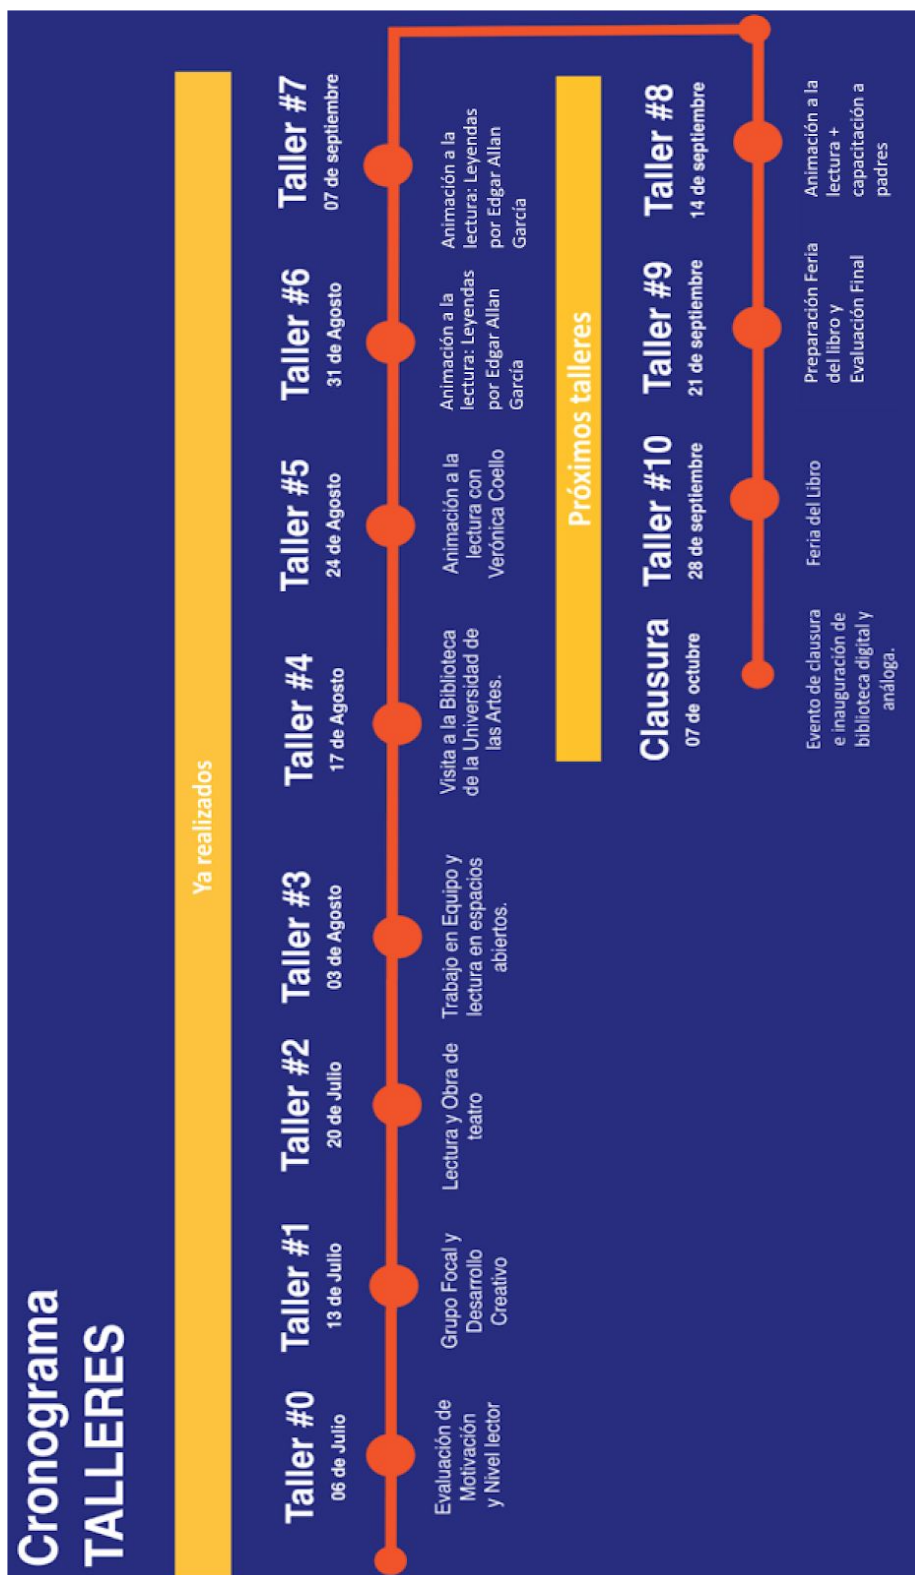 Cronograma
TALLERES
Ya realizados
Taller #0
06 de Julio
Evaluación de
Motivación
y Nivel lector
Taller #1
13 de Julio
Grupo Focal y
Desarrollo
Creativo
Taller #2
20 de Julio
Lectura y Obra de
teatro
Taller #3
03 de Agosto
Trabajo en Equipo y
lectura en espacios
abiertos.
Taller #4
17 de Agosto
Visita a la Biblioteca
de la Universidad de
las Artes.
Taller #5
24 de Agosto
Animación a la
lectura con
Verónica Coello
Taller #6
31 de Agosto
Animación a la
lectura: Leyendas
por Edgar Allan
García
Taller #7
07 de septiembre
Animación a la
lectura: Leyendas
por Edgar Allan
García
Próximos talleres
Clausura
07 de octubre
Evento de clausura
e inauguración de
biblioteca digital y
análoga.
Taller #10
28 de septiembre
Feria del Libro
Taller #9
21 de septiembre
Preparación Feria
del libro y
Evaluación Final
Taller #8
14 de septiembre
Animación a la
lectura +
capacitación a
padres